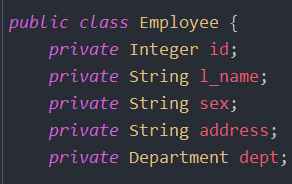 public class Employee {
    private Integer id;
    private String l_name;
    private String sex;
    private String address;
    private Department dept;